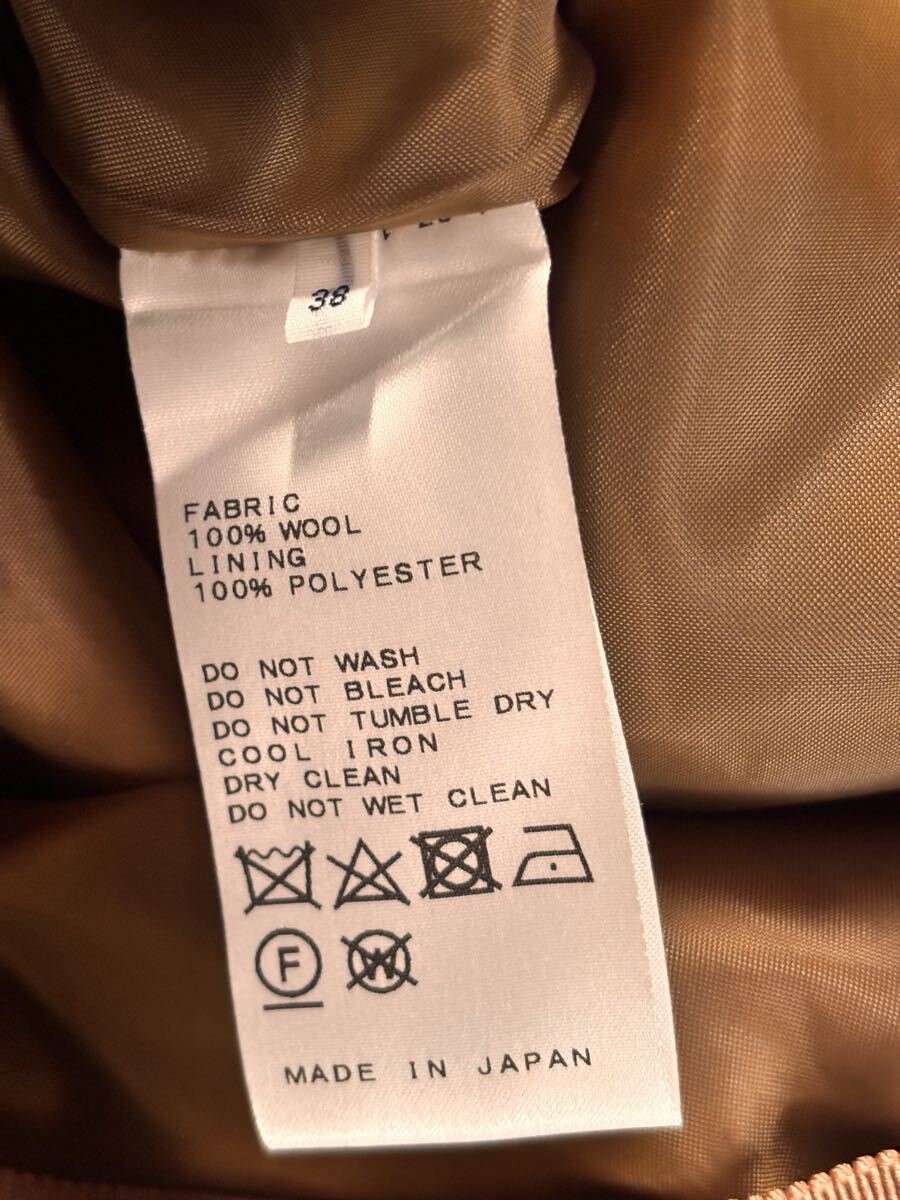 38
FABRIC
100% WOOL
LINING
100% POLYESTER
DO NOT WASH
DO NOT BLEACH
DO NOT TUMBLE DRY
COOL IRON
DRY CLEAN
DO NOT WET CLEAN
F W
MADE IN JAPAN